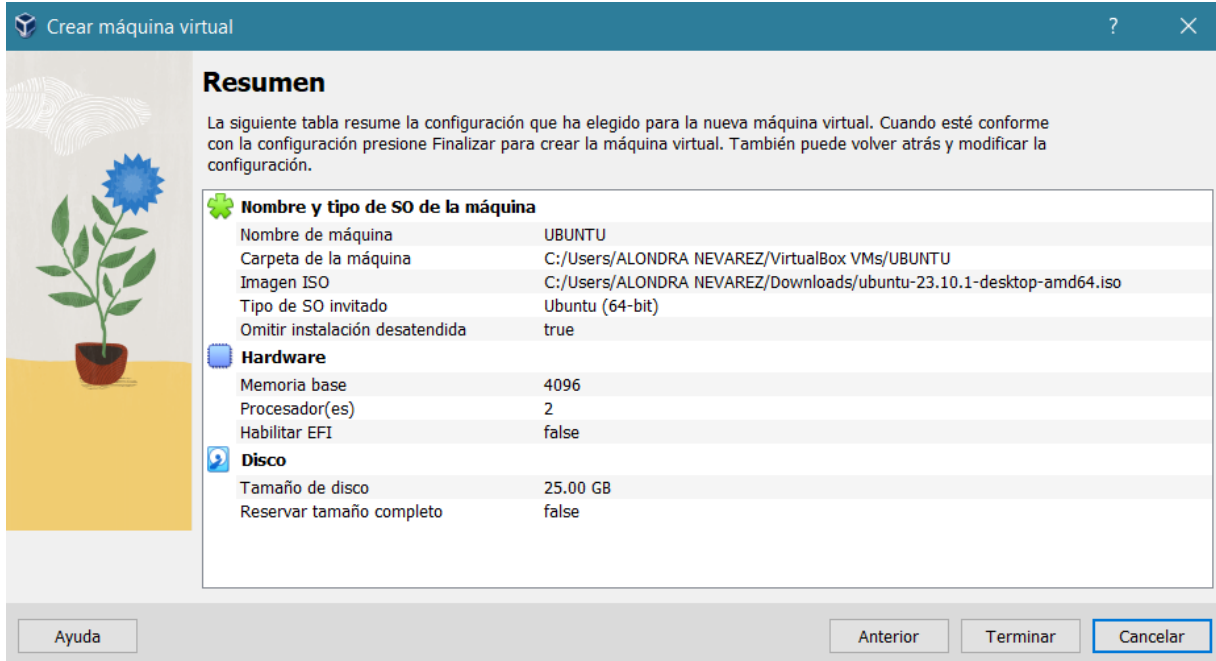 Crear máquina virtual ? ×
Resumen
La siguiente tabla resume la configuración que ha elegido para la nueva máquina virtual. Cuando esté conforme
con la configuración presione Finalizar para crear la máquina virtual. También puede volver atrás y modificar la
configuración.
Nombre y tipo de SO de la máquina
Nombre de máquina UBUNTU
Carpeta de la máquina C:/Users/ALONDRA NEVAREZ/VirtualBox VMs/UBUNTU
Imagen ISO C:/Users/ALONDRA NEVAREZ/Downloads/ubuntu-23.10.1-desktop-amd64.iso
Tipo de SO invitado Ubuntu (64-bit)
Omitir instalación desatendida true
Hardware
Memoria base 4096
Procesador(es) 2
Habilitar EFI false
Disco
Tamaño de disco 25.00 GB
Reservar tamaño completo false
Ayuda Anterior Terminar Cancelar